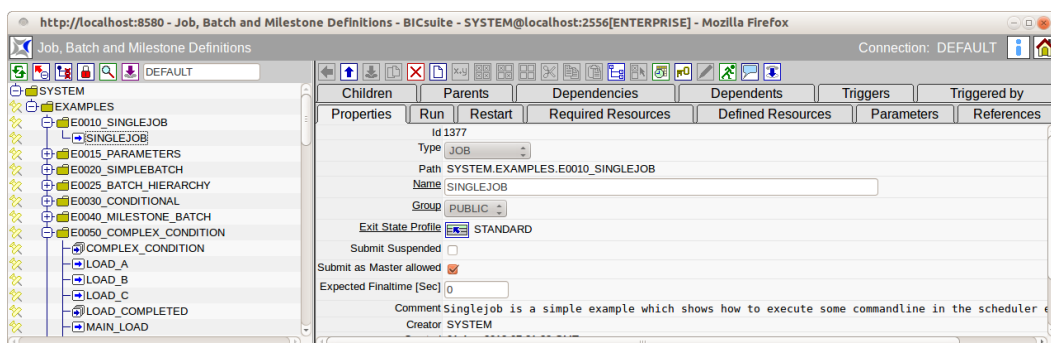 http://localhost:8580 - Job, Batch and Milestone Definitions - BICsuite - SYSTEM@localhost:2556[ENTERPRISE] - Mozilla Firefox
Job, Batch and Milestone Definitions
Connection: DEFAULT
DEFAULT
SYSTEM
EXAMPLES
E0010_SINGLEJOB
SINGLEJOB
E0015_PARAMETERS
E0020_SIMPLEBATCH
E0025_BATCH_HIERARCHY
E0030_CONDITIONAL
E0040_MILESTONE_BATCH
E0050_COMPLEX_CONDITION
COMPLEX_CONDITION
LOAD_A
LOAD_B
LOAD_C
LOAD_COMPLETED
MAIN_LOAD
Children Parents Dependencies Dependents Triggers Triggered by
Properties Run Restart Required Resources Defined Resources Parameters References
Id 1377
Type JOB
Path SYSTEM.EXAMPLES.E0010_SINGLEJOB
Name SINGLEJOB
Group PUBLIC
Exit State Profile STANDARD
Submit Suspended
Submit as Master allowed
Expected Finaltime [Sec] 0
Comment Singlejob is a simple example which shows how to execute some commandline in the scheduler
Creator SYSTEM